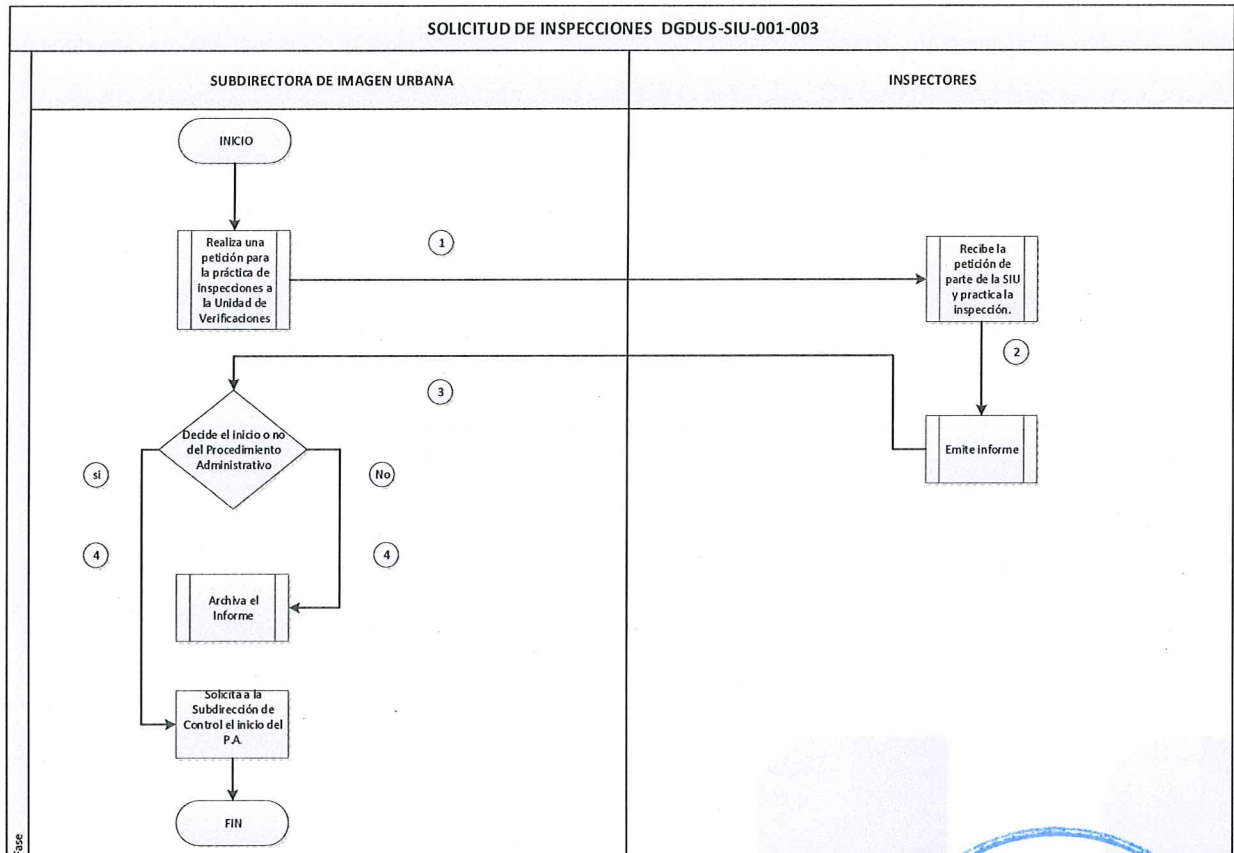 SOLICITUD DE INSPECCIONES DGDUS-SIU-001-003
SUBDIRECTORA DE IMAGEN URBANA
INSPECTORES
INICIO
Realiza una
petición para
la práctica de
inspecciones a
la Unidad de
Verificaciones
1
Recibe la
petición de
parte de la SIU
y practica la
inspección.
2
3
Decide el inicio o no
del Procedimiento
Administrativo
Emite informe
si
No
4
4
Archiva el
Informe
Solicita a la
Subdirección de
Control el inicio del
P.A.
FIN
Fase